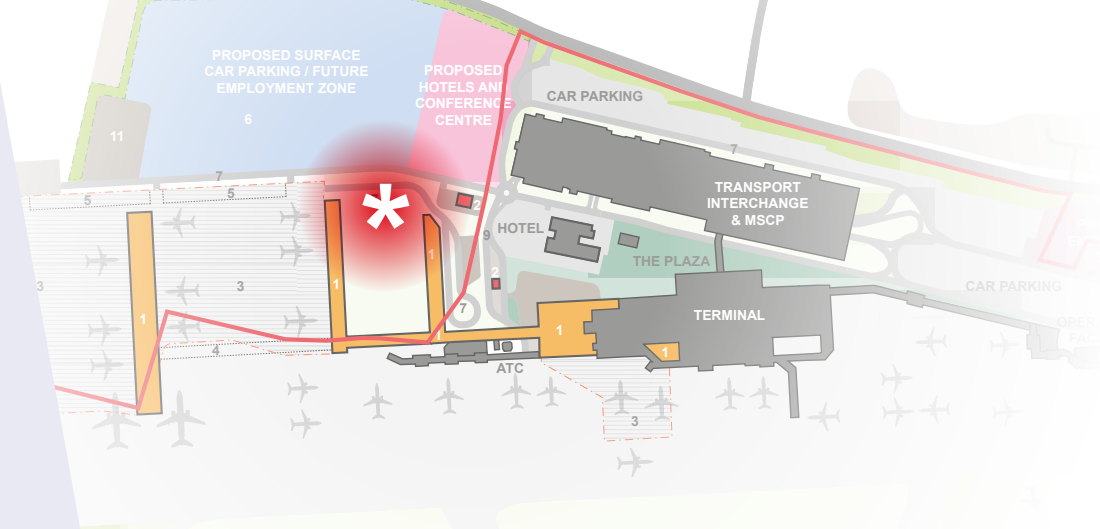 PROPOSED SURFACE
CAR PARKING / FUTURE
EMPLOYMENT ZONE
6
PROPOSED
HOTELS AND
CONFERENCE
CENTRE
CAR PARKING
11
7
7
5
5
TRANSPORT
INTERCHANGE
& MSCP
2
HOTEL
9
THE PLAZA
*
1
2
3
3
1
CAR PARKING
7
1
TERMINAL
1
1
1
4
ATC
3